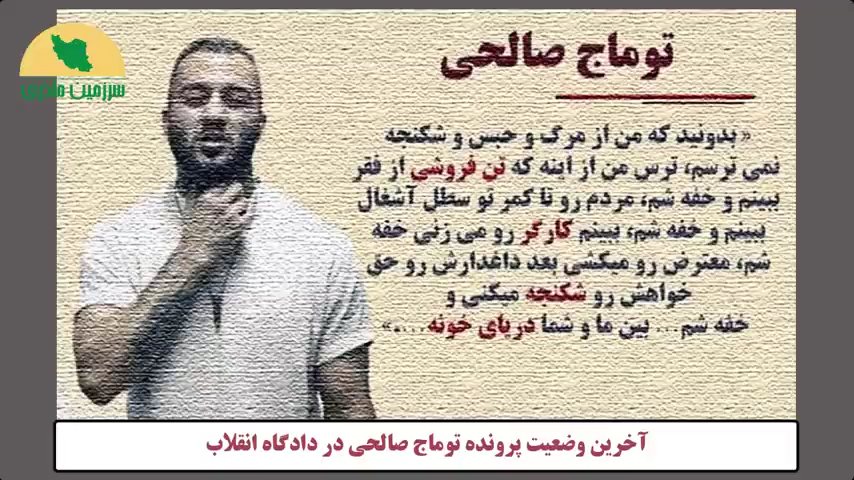 سرزمین مادری
توماج صالحی
« بدونید که من از مرگ و حبس و شکنجه
نمی ترسم، ترس من از اینه که تن فروشی از فقر
ببینم و خفه شم، مردم رو تا کمر تو سطل آشغال
ببینم و خفه شم، ببینم کارگر رو می زنی خفه
شم، معترض رو میکشی بعد داغدارش رو حق
خواهش رو شکنجه میکنی و
خفه شم... بین ما و شما دریای خونه....»
آخرین وضعیت پرونده توماج صالحی در دادگاه انقلاب